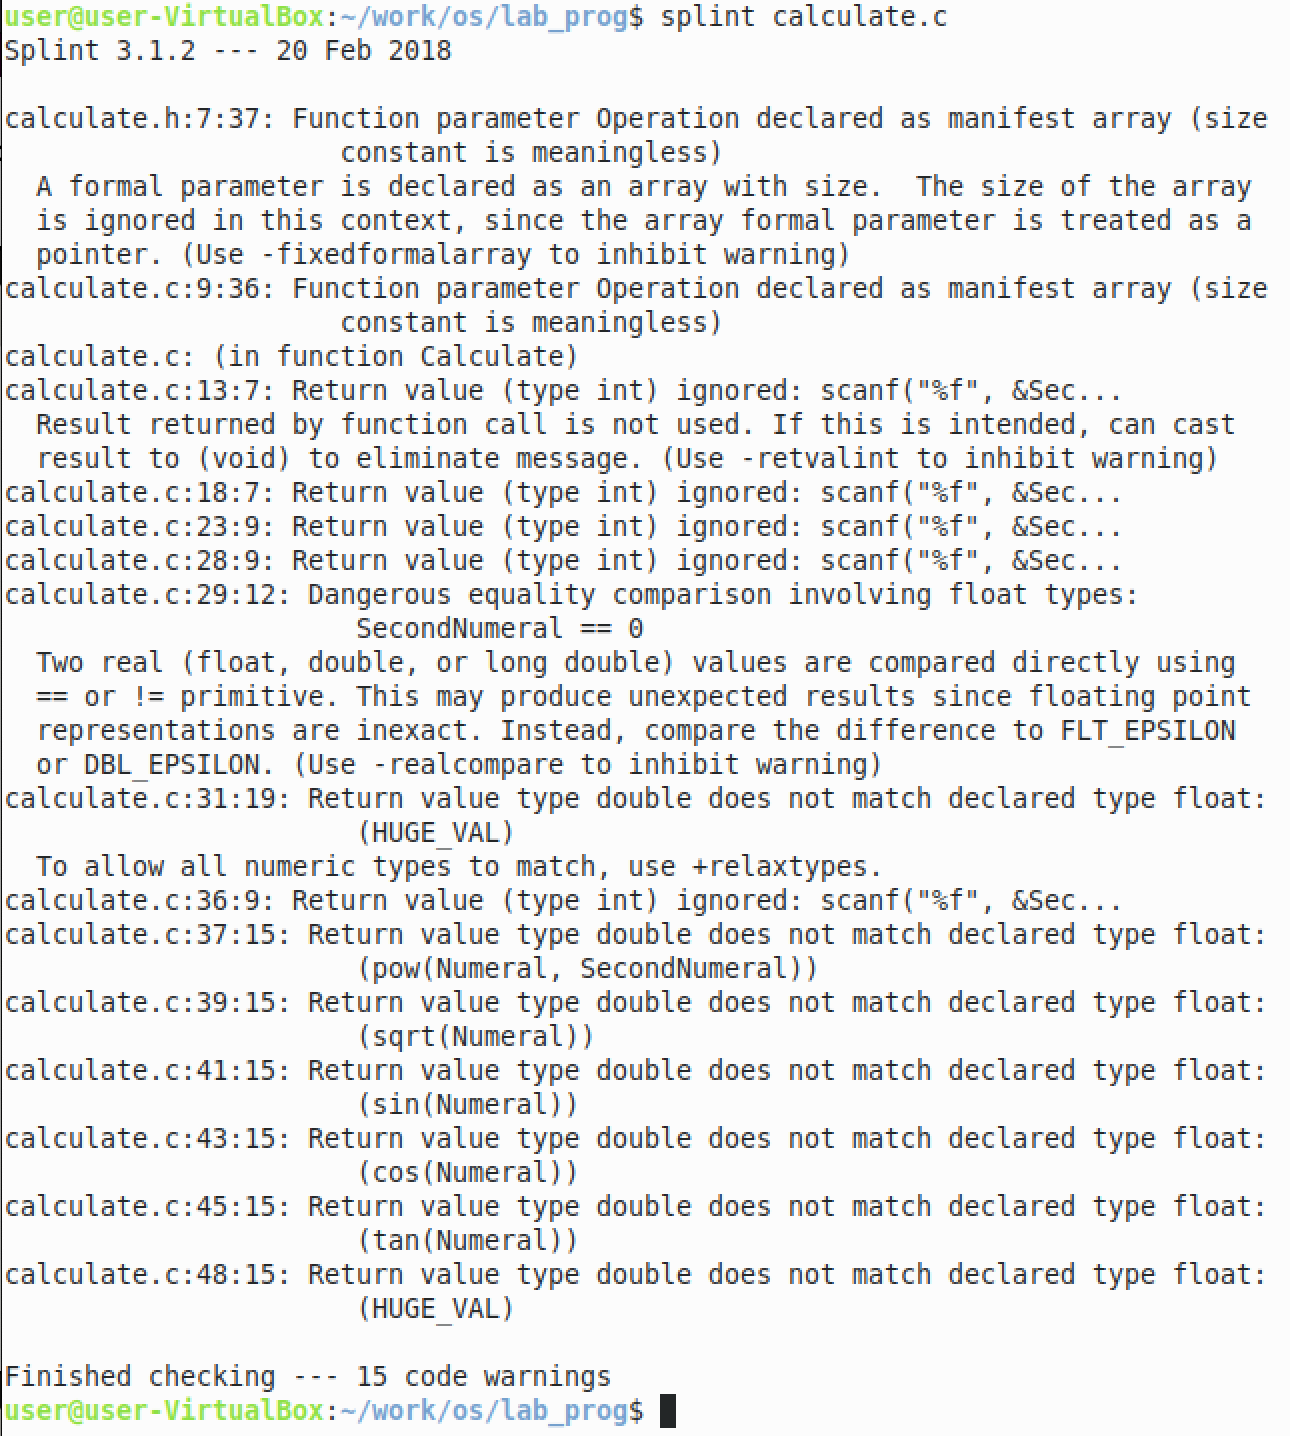 user@user-VirtualBox:~/work/os/lab_prog$ splint calculate.c
Splint 3.1.2 --- 20 Feb 2018

calculate.h:7:37: Function parameter Operation declared as manifest array (size
                     constant is meaningless)
  A formal parameter is declared as an array with size.  The size of the array
  is ignored in this context, since the array formal parameter is treated as a
  pointer. (Use -fixedformalarray to inhibit warning)
calculate.c:9:36: Function parameter Operation declared as manifest array (size
                     constant is meaningless)
calculate.c: (in function Calculate)
calculate.c:13:7: Return value (type int) ignored: scanf("%f", &Sec...
  Result returned by function call is not used. If this is intended, can cast
  result to (void) to eliminate message. (Use -retvalint to inhibit warning)
calculate.c:18:7: Return value (type int) ignored: scanf("%f", &Sec...
calculate.c:23:9: Return value (type int) ignored: scanf("%f", &Sec...
calculate.c:28:9: Return value (type int) ignored: scanf("%f", &Sec...
calculate.c:29:12: Dangerous equality comparison involving float types:
                      SecondNumeral == 0
  Two real (float, double, or long double) values are compared directly using
  == or != primitive. This may produce unexpected results since floating point
  representations are inexact. Instead, compare the difference to FLT_EPSILON
  or DBL_EPSILON. (Use -realcompare to inhibit warning)
calculate.c:31:19: Return value type double does not match declared type float:
                      (HUGE_VAL)
  To allow all numeric types to match, use +relaxtypes.
calculate.c:36:9: Return value (type int) ignored: scanf("%f", &Sec...
calculate.c:37:15: Return value type double does not match declared type float:
                      (pow(Numeral, SecondNumeral))
calculate.c:39:15: Return value type double does not match declared type float:
                      (sqrt(Numeral))
calculate.c:41:15: Return value type double does not match declared type float:
                      (sin(Numeral))
calculate.c:43:15: Return value type double does not match declared type float:
                      (cos(Numeral))
calculate.c:45:15: Return value type double does not match declared type float:
                      (tan(Numeral))
calculate.c:48:15: Return value type double does not match declared type float:
                      (HUGE_VAL)

Finished checking --- 15 code warnings
user@user-VirtualBox:~/work/os/lab_prog$